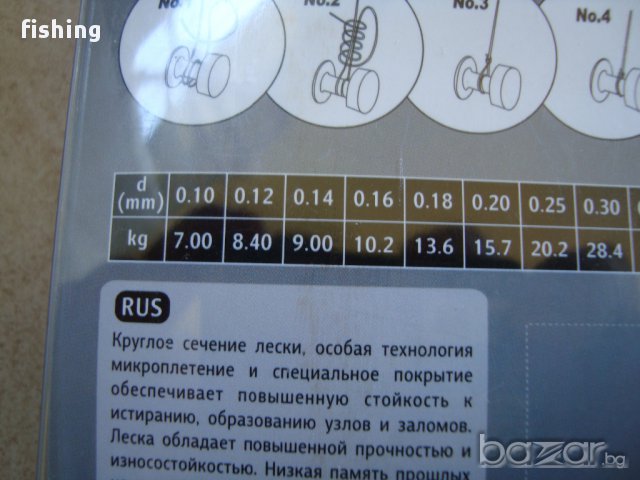 fishing
No.2
No.3
No.4
d (mm) 0.10 0.12 0.14 0.16 0.18 0.20 0.25 0.30
kg 7.00 8.40 9.00 10.2 13.6 15.7 20.2 28.4
RUS
Круглое сечение лески, особая технология
микроплетение и специальное покрытие
обеспечивает повышенную стойкость к
истиранию, образованию узлов и заломов.
Леска обладает повышенной прочностью и
износостойкостью. Низкая память прошлых
bazar.bg